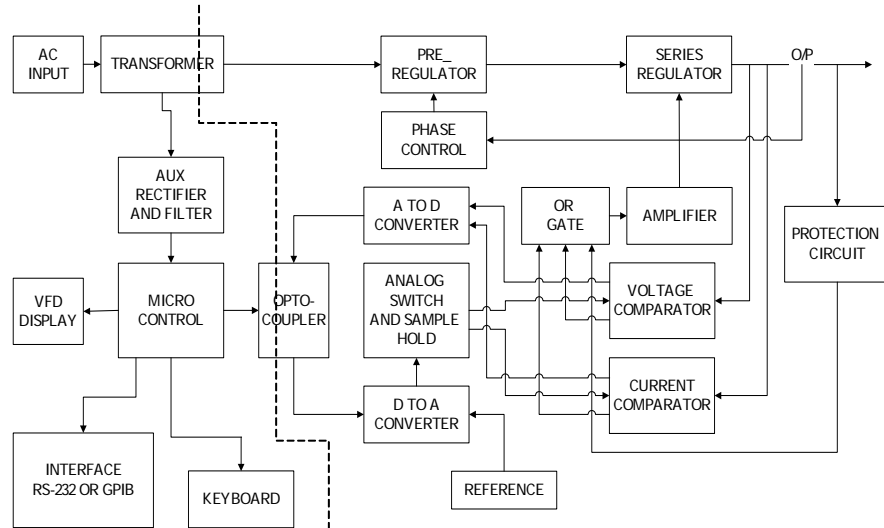 AC
INPUT
TRANSFORMER
PRE_
REGULATOR
SERIES
REGULATOR
O/P
PHASE
CONTROL
AUX
RECTIFIER
AND FILTER
A TO D
CONVERTER
OR
GATE
AMPLIFIER
PROTECTION
CIRCUIT
VFD
DISPLAY
MICRO
CONTROL
OPTO-
COUPLER
ANALOG
SWITCH
AND SAMPLE
HOLD
VOLTAGE
COMPARATOR
CURRENT
COMPARATOR
D TO A
CONVERTER
INTERFACE
RS-232 OR GPIB
KEYBOARD
REFERENCE